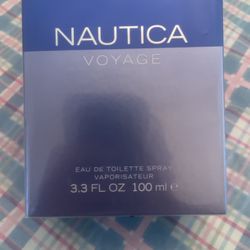 NAUTICA
VOYAGE
EAU DE TOILETTE SPRAY
VAPORISATEUR
3.3 FL OZ 100 ml e